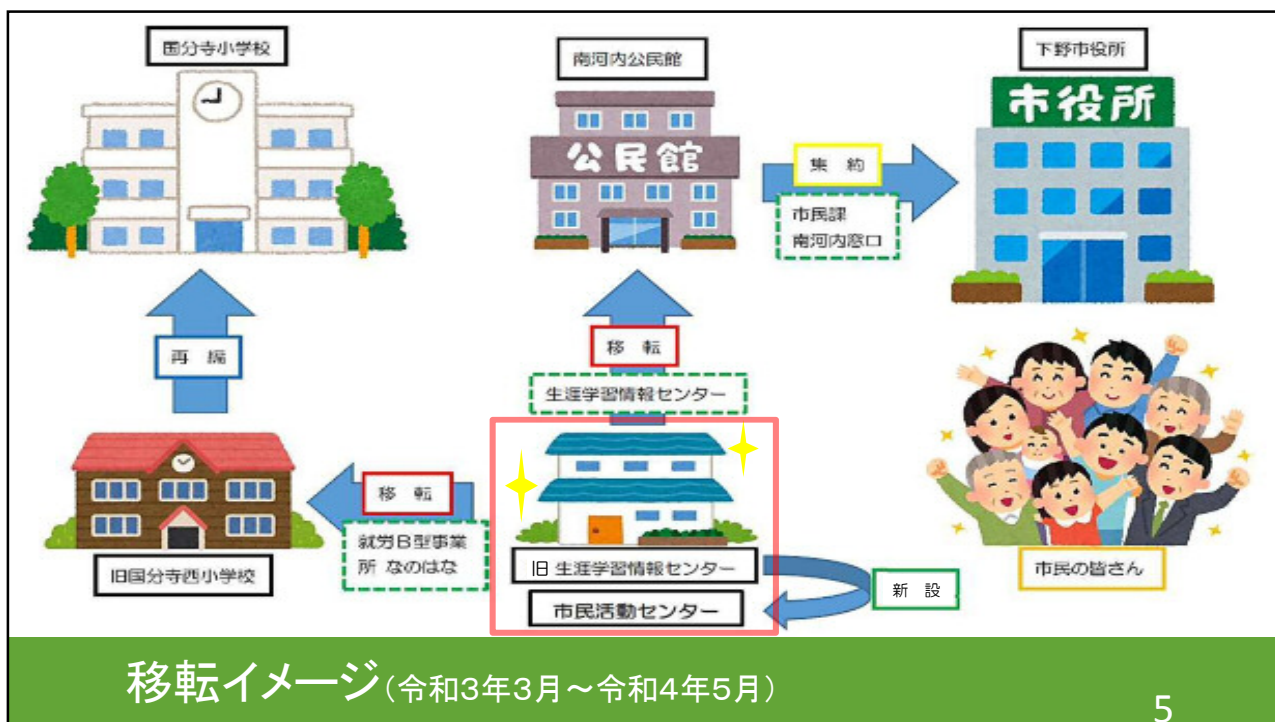 国分寺小学校
南河内公民館
下野市役所
市役所
公民館
集 約
市民課
南河内窓口
再 編
移 転
生涯学習情報センター
移 転
就労B型事業
所 なのはな
旧国分寺西小学校
旧 生涯学習情報センター
市民活動センター
新 設
市民の皆さん
移転イメージ(令和3年3月～令和4年5月)
5